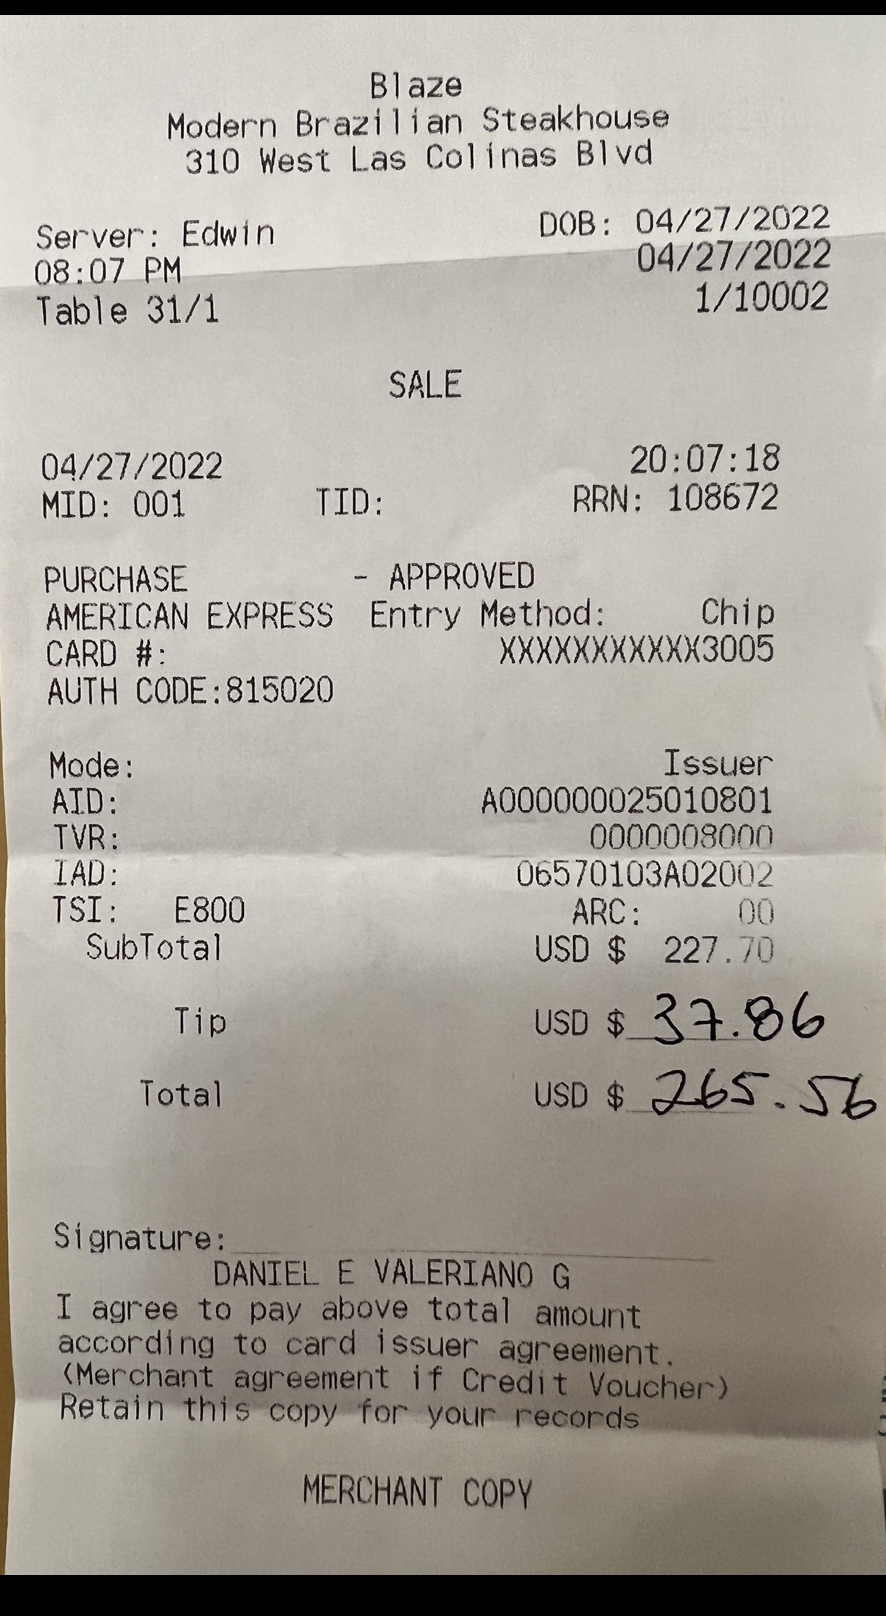 Blaze
Modern Brazilian Steakhouse
310 West Las Colinas Blvd
Server: Edwin DOB: 04/27/2022
08:07 PM 04/27/2022
Table 31/1 1/10002
SALE
04/27/2022 20:07:18
MID: 001 TID: RRN: 108672
PURCHASE - APPROVED
AMERICAN EXPRESS Entry Method: Chip
CARD #: XXXXXXXXXXX3005
AUTH CODE:815020
Mode: Issuer
AID: A000000025010801
TVR: 0000008000
IAD: 06570103A02002
TSI: E800 ARC: 00
SubTotal USD $ 227.70
Tip USD $ 37.86
Total USD $ 265.56
Signature:
DANIEL E VALERIANO G
I agree to pay above total amount
according to card issuer agreement.
(Merchant agreement if Credit Voucher)
Retain this copy for your records
MERCHANT COPY